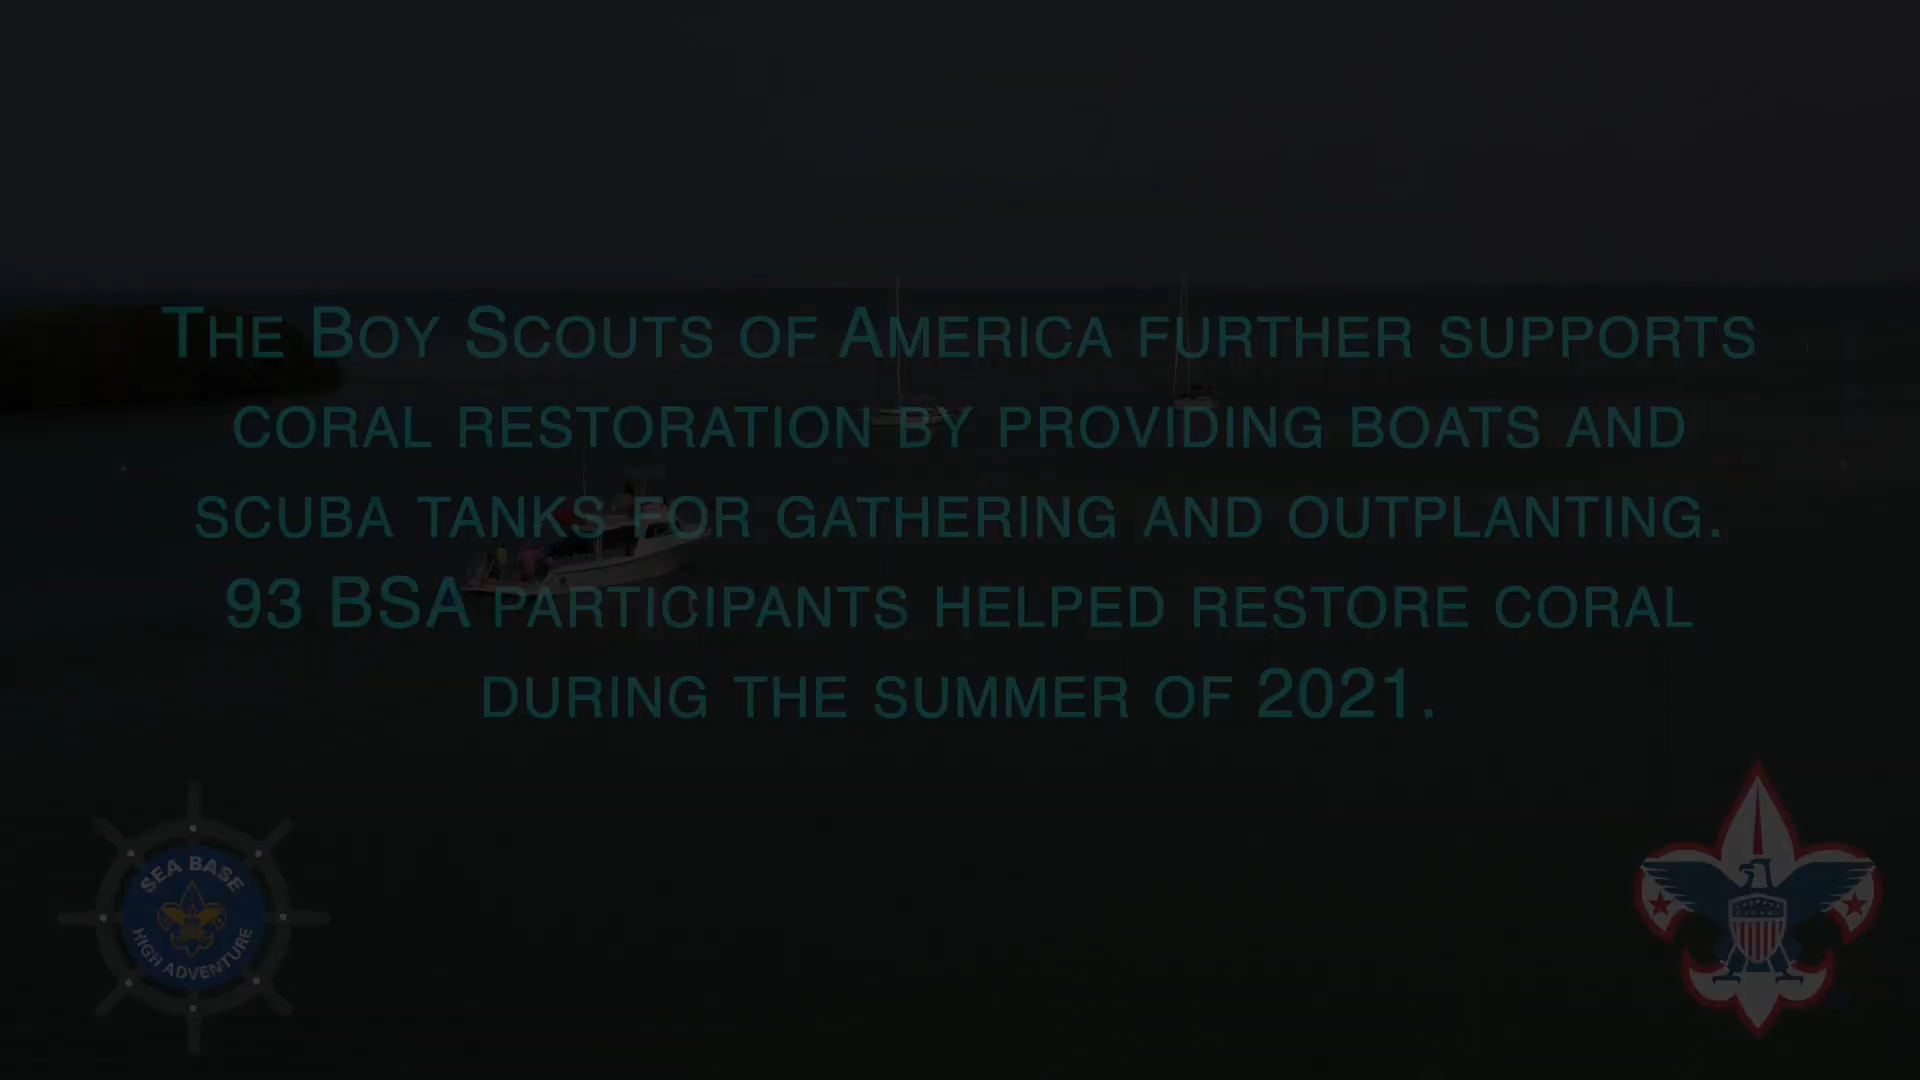 The Boy Scouts of America further supports
coral restoration by providing boats and
scuba tanks for gathering and outplanting.
93 BSA participants helped restore coral
during the summer of 2021.
SEA BASE
HIGH ADVENTURE